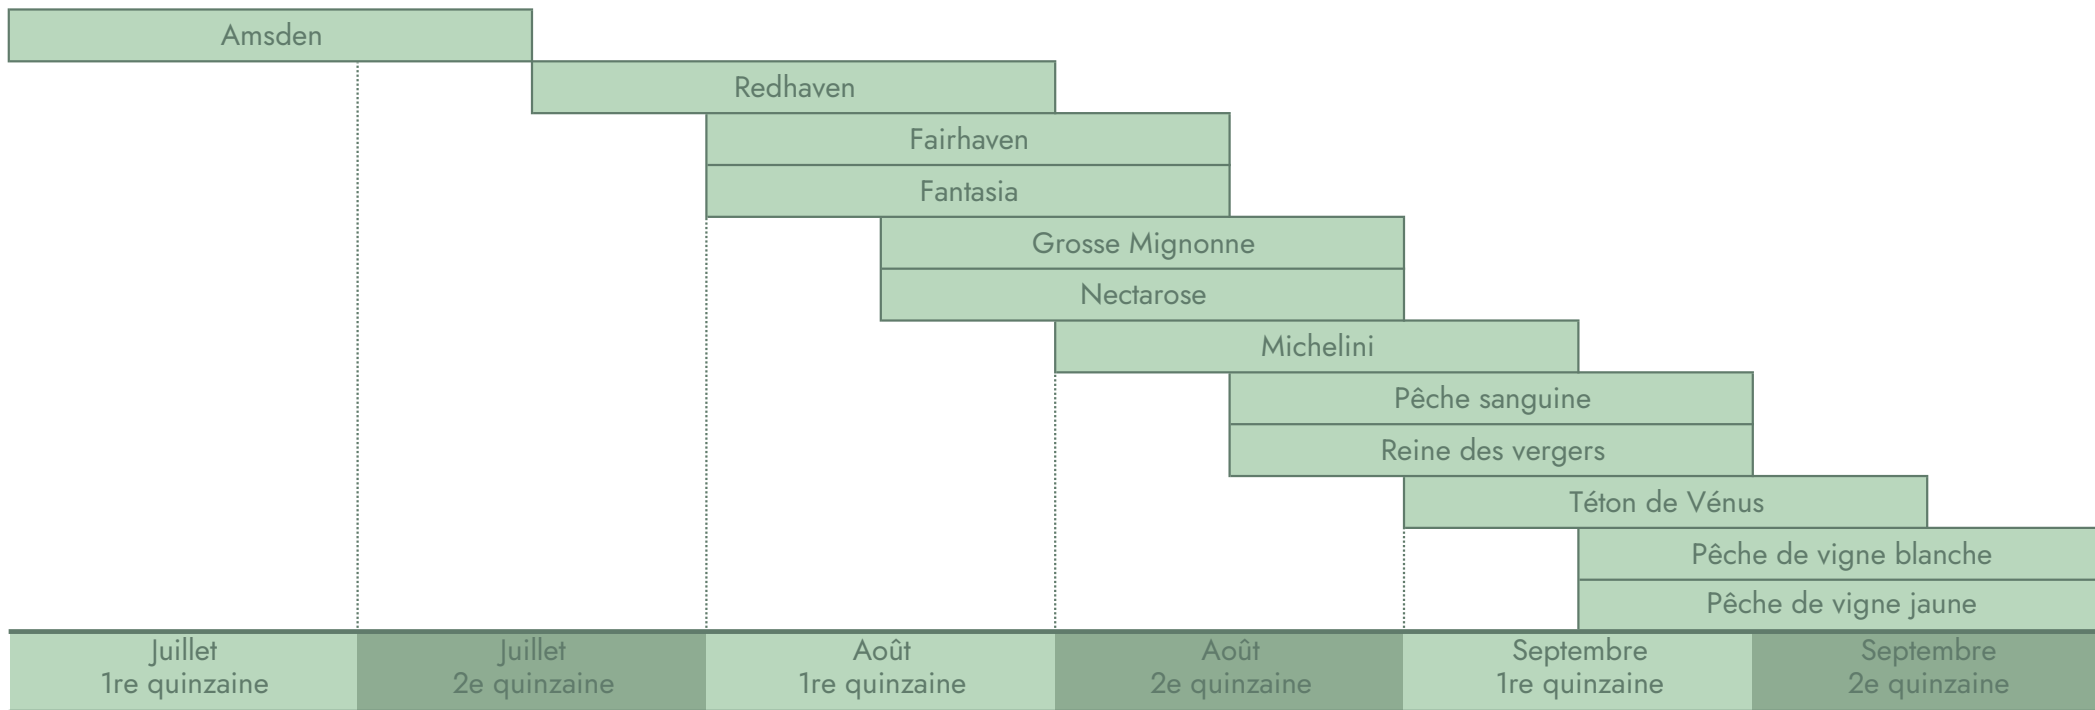 Amsden
Redhaven
Fairhaven
Fantasia
Grosse Mignonne
Nectarose
Michelini
Pêche sanguine
Reine des vergers
Téton de Vénus
Pêche de vigne blanche
Pêche de vigne jaune
Juillet
1re quinzaine
Juillet
2e quinzaine
Août
1re quinzaine
Août
2e quinzaine
Septembre
1re quinzaine
Septembre
2e quinzaine